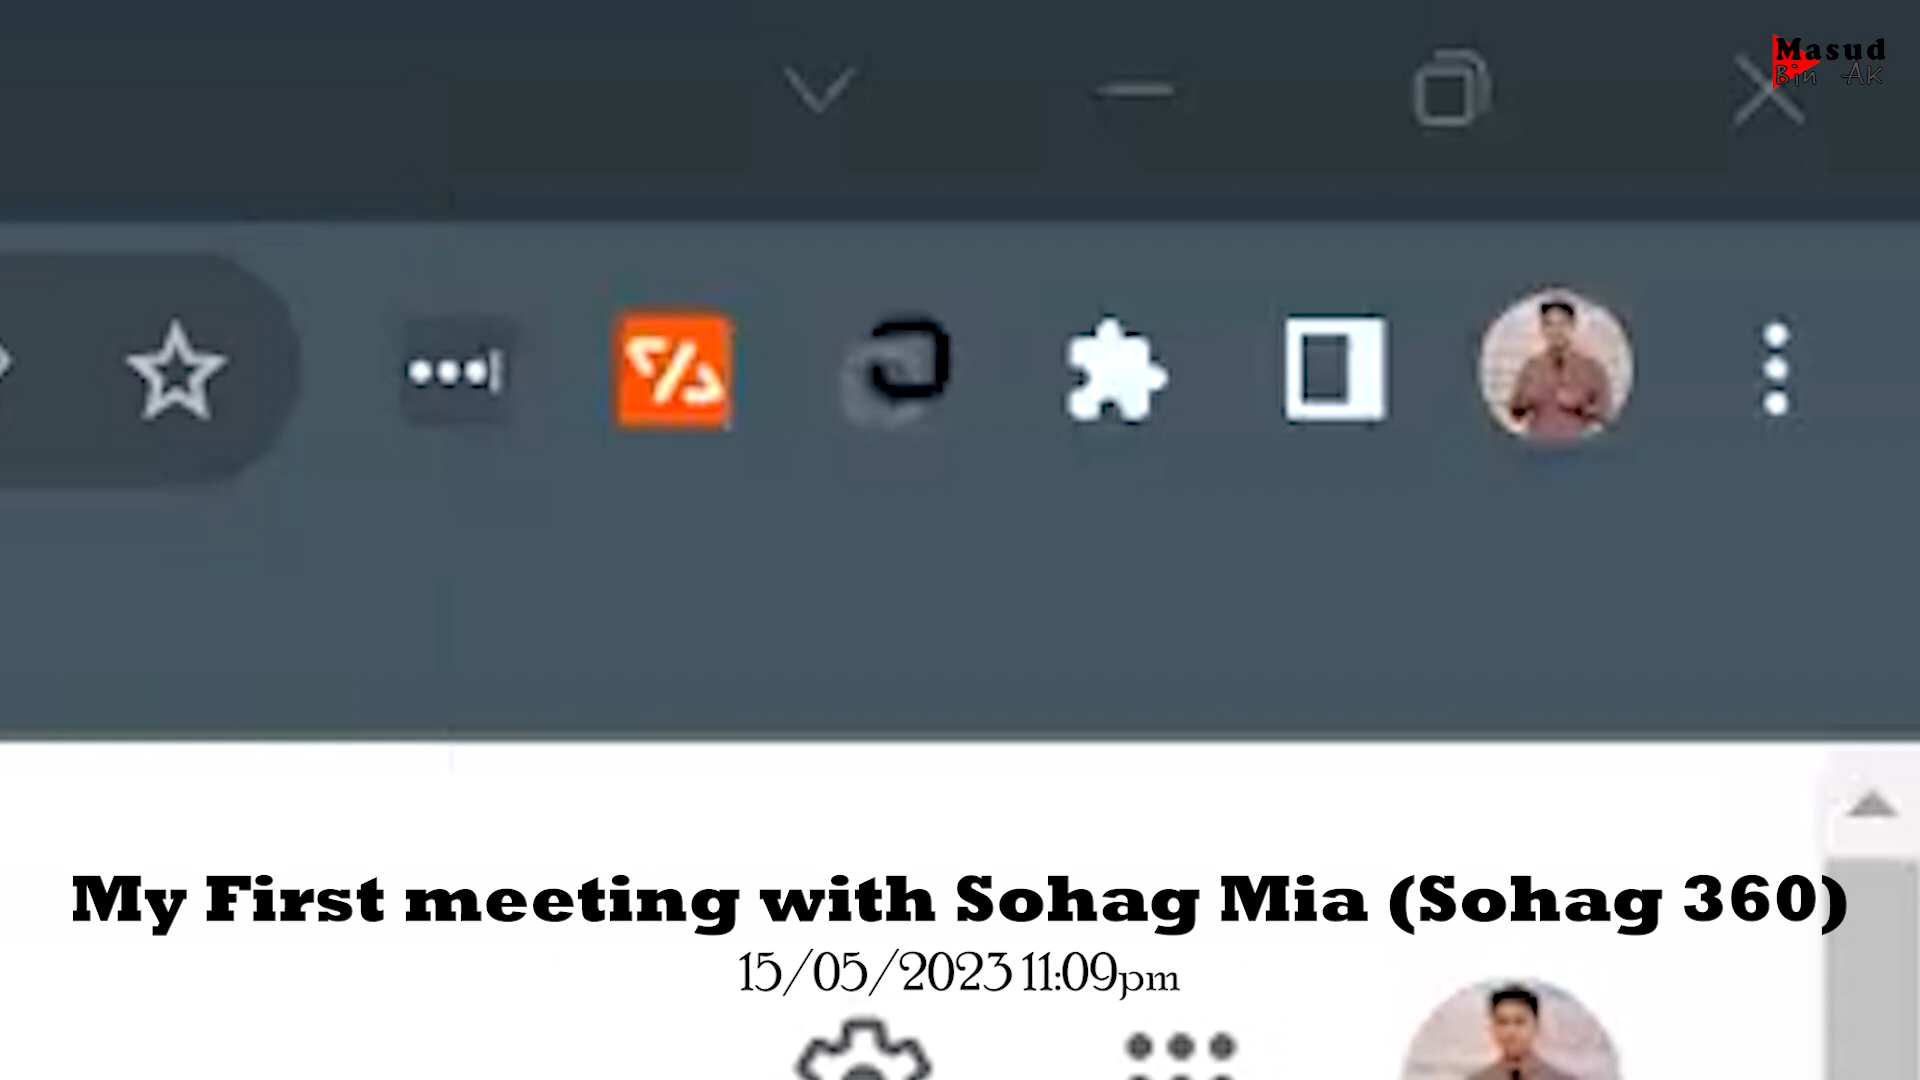 Masud
Bin AK
My First meeting with Sohag Mia (Sohag 360)
15/05/2023 11:09pm